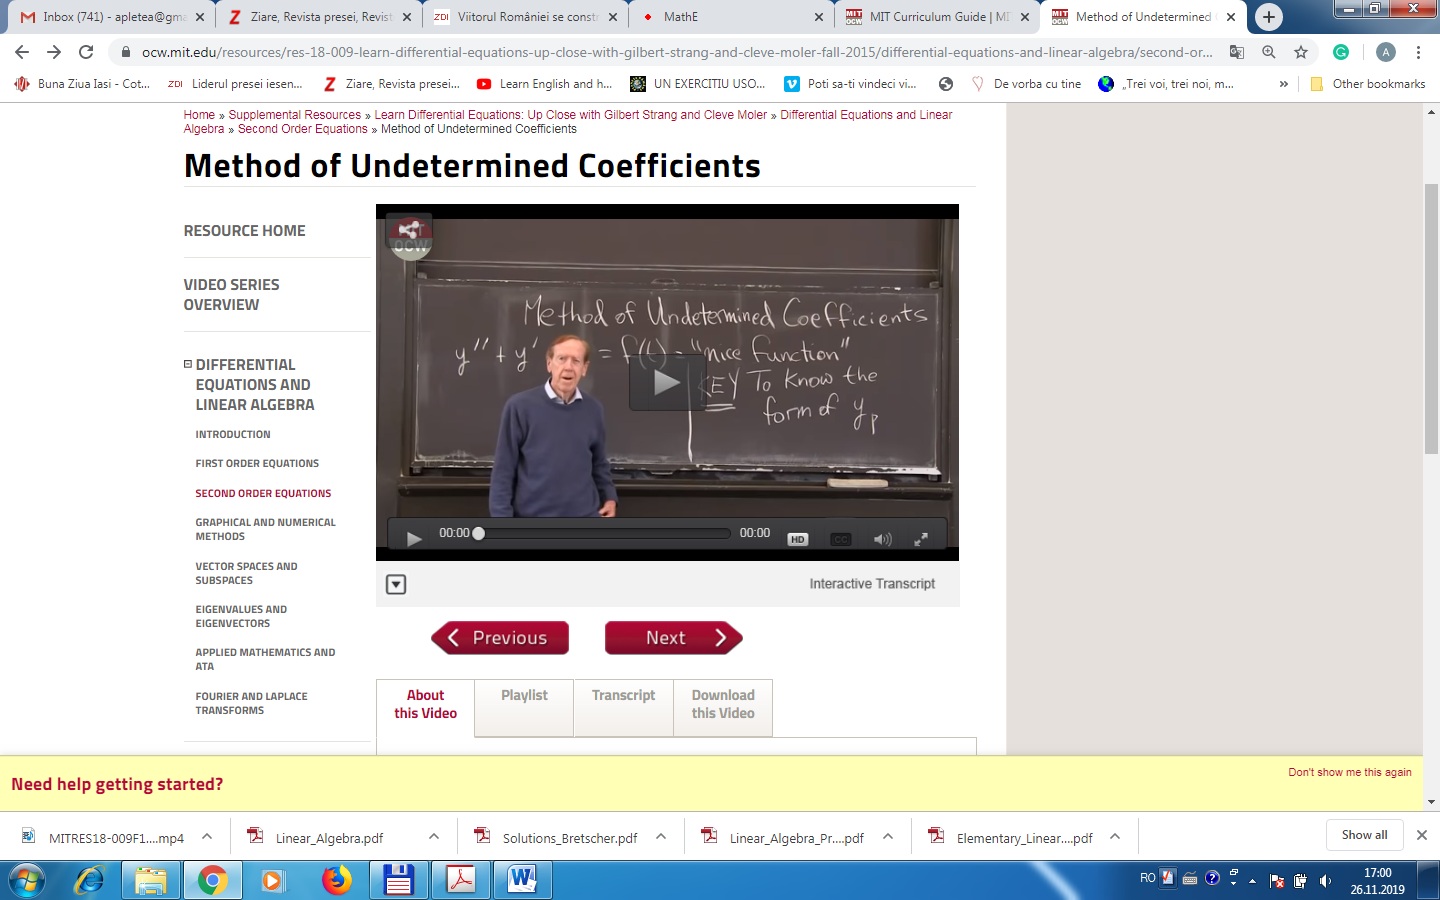 Inbox (741) - apletea@gma
Ziare, Revista presei, Revist
Viitorul României se constr
MathE
MIT Curriculum Guide | MIT
Method of Undetermined
ocw.mit.edu/resources/res-18-009-learn-differential-equations-up-close-with-gilbert-strang-and-cleve-moler-fall-2015/differential-equations-and-linear-algebra/second-or...
A
Buna Ziua Iasi - Cot...
ZDI Liderul presei iesen...
Ziare, Revista presei...
Learn English and h...
UN EXERCITIU USO...
Poti sa-ti vindeci vi...
De vorba cu tine
„Trei voi, trei noi, m...
»
Other bookmarks
Home » Supplemental Resources » Learn Differential Equations: Up Close with Gilbert Strang and Cleve Moler » Differential Equations and Linear
Algebra » Second Order Equations » Method of Undetermined Coefficients
Method of Undetermined Coefficients
RESOURCE HOME
VIDEO SERIES
OVERVIEW
DIFFERENTIAL
EQUATIONS AND
LINEAR ALGEBRA
INTRODUCTION
FIRST ORDER EQUATIONS
SECOND ORDER EQUATIONS
GRAPHICAL AND NUMERICAL
METHODS
VECTOR SPACES AND
SUBSPACES
EIGENVALUES AND
EIGENVECTORS
APPLIED MATHEMATICS AND
ATA
FOURIER AND LAPLACE
TRANSFORMS
OCW
Method of Undetermined Coefficients
y'' + y' = f(t) = "nice function"
KEY To know the
form of yp
00:00
00:00
HD
CC
Interactive Transcript
Previous
Next
About
this Video
Playlist
Transcript
Download
this Video
Need help getting started?
Don't show me this again
MITRES18-009F1....mp4
Linear_Algebra.pdf
Solutions_Bretscher.pdf
Linear_Algebra_Pr....pdf
Elementary_Linear....pdf
Show all
RO
17:00
26.11.2019